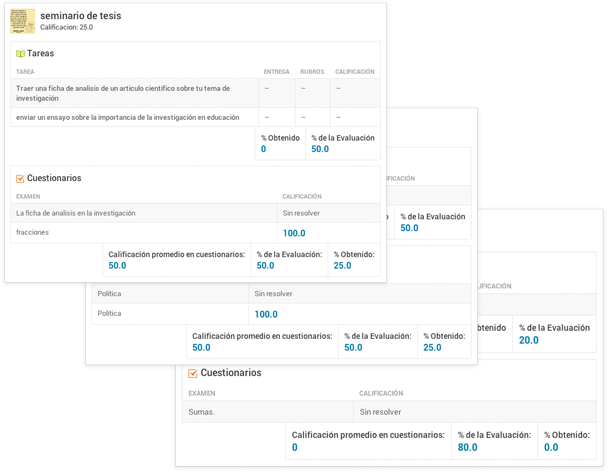 seminario de tesis
Calificacion: 25.0
Tareas
TAREA ENTREGA RUBROS CALIFICACIÓN
Traer una ficha de analisis de un articulo científico sobre tu tema de
investigación – – –
enviar un ensayo sobre la importancia de la investigación en educación – – –
% Obtenido % de la Evaluación
0 50.0
Cuestionarios
EXAMEN CALIFICACIÓN
La ficha de analisis en la investigación Sin resolver
fracciones 100.0
Calificación promedio en cuestionarios: % de la Evaluación: % Obtenido:
50.0 50.0 25.0
FICACIÓN
% de la Evaluación
50.0
Política Sin resolver
Política 100.0
Calificación promedio en cuestionarios: % de la Evaluación: % Obtenido:
50.0 50.0 25.0
CALIFICACIÓN
btenido % de la Evaluación
20.0
Cuestionarios
EXAMEN CALIFICACIÓN
Sumas. Sin resolver
Calificación promedio en cuestionarios: % de la Evaluación: % Obtenido:
0 80.0 0.0